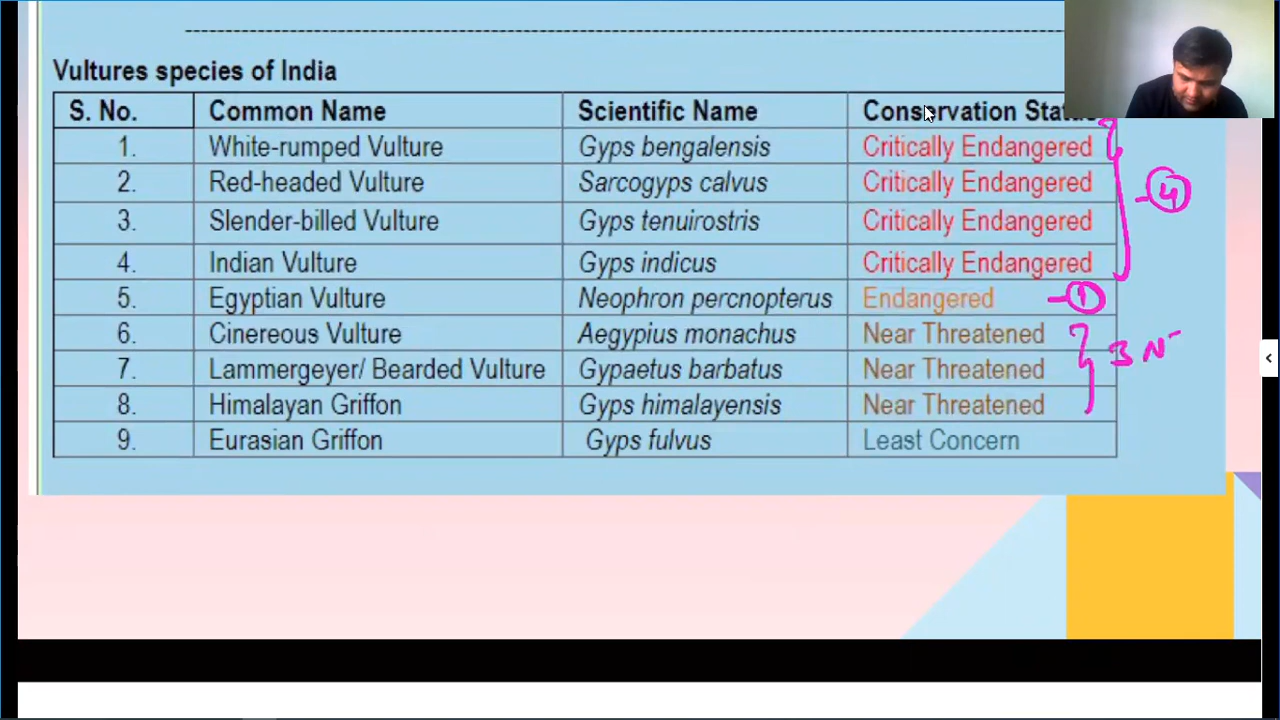 Vultures species of India
S. No. Common Name Scientific Name Conservation Status
1. White-rumped Vulture Gyps bengalensis Critically Endangered
2. Red-headed Vulture Sarcogyps calvus Critically Endangered
3. Slender-billed Vulture Gyps tenuirostris Critically Endangered
4. Indian Vulture Gyps indicus Critically Endangered
4
5. Egyptian Vulture Neophron percnopterus Endangered 1
6. Cinereous Vulture Aegypius monachus Near Threatened
7. Lammergeyer/ Bearded Vulture Gypaetus barbatus Near Threatened
8. Himalayan Griffon Gyps himalayensis Near Threatened
3 NT
9. Eurasian Griffon Gyps fulvus Least Concern